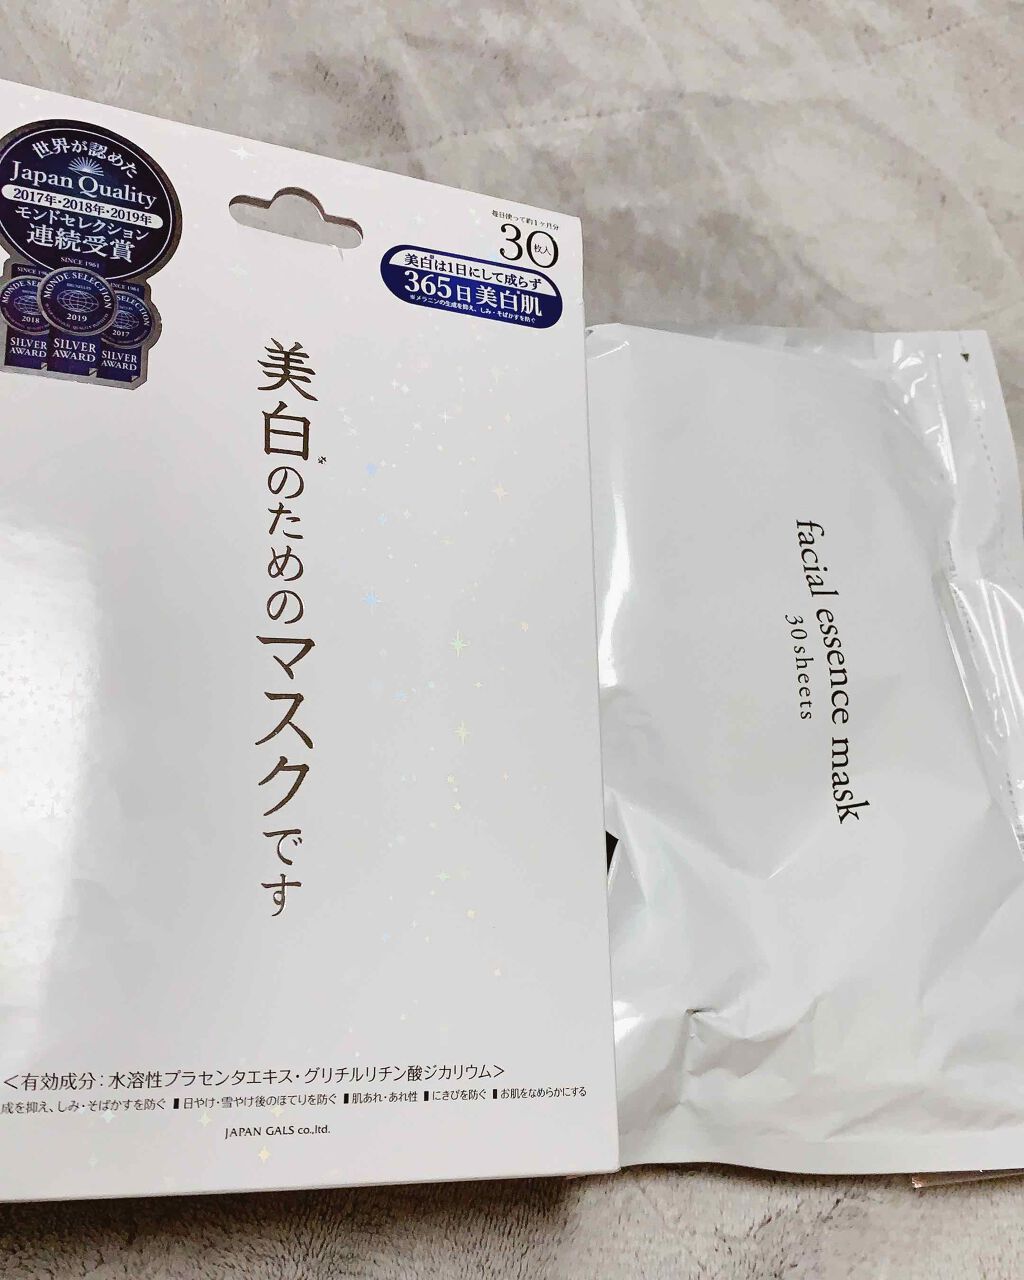 世界が認めた
Japan Quality
2017年・2018年・2019年
モンドセレクション
連続受賞
SINCE 1961
MONDE SELECTION
2018
2019
2017
SILVER AWARD
SILVER AWARD
SILVER AWARD
毎日使って約1ヶ月分
30枚入
美白※は1日にして成らず
365日美白※肌
※メラニンの生成を抑え、しみ・そばかすを防ぐ
美白※のためのマスクです
<有効成分：水溶性プラセンタエキス・グリチルリチン酸ジカリウム>
成を抑え、しみ・そばかすを防ぐ ▮日やけ・雪やけ後のほてりを防ぐ ▮肌あれ・あれ性 ▮にきびを防ぐ ▮お肌をなめらかにする
JAPAN GALS co.,ltd.
facial essence mask
30sheets